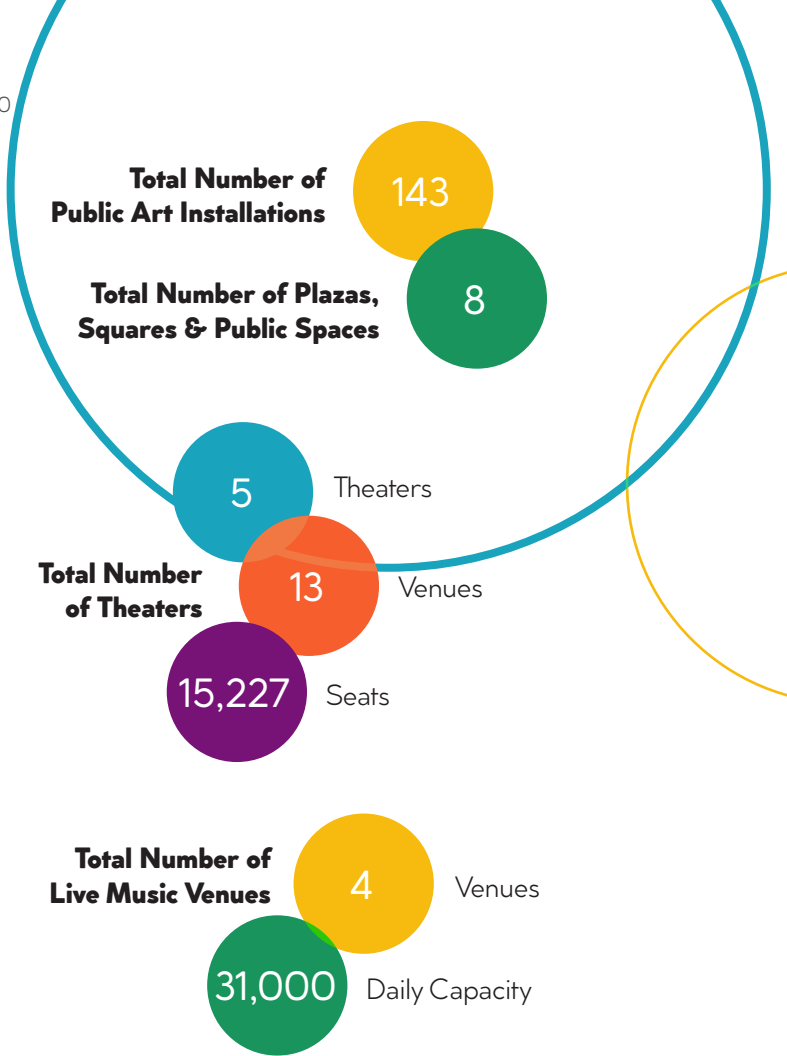 0
Total Number of
Public Art Installations
143
Total Number of Plazas,
Squares & Public Spaces
8
5
Theaters
Total Number
of Theaters
13
Venues
15,227
Seats
Total Number of
Live Music Venues
4
Venues
31,000
Daily Capacity